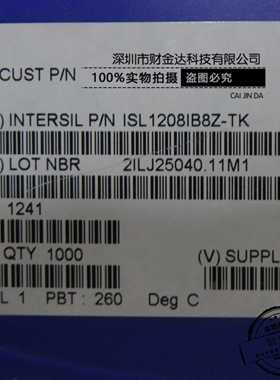 深圳市财金达科技有限公司
CUST P/N
100%实物拍摄 盗图必究
CAI JIN DA
) INTERSIL P/N ISL1208IB8Z-TK
) LOT NBR 2ILJ25040.11M1
1241
QTY 1000
(V) SUPPL
L 1 PBT: 260 Deg C